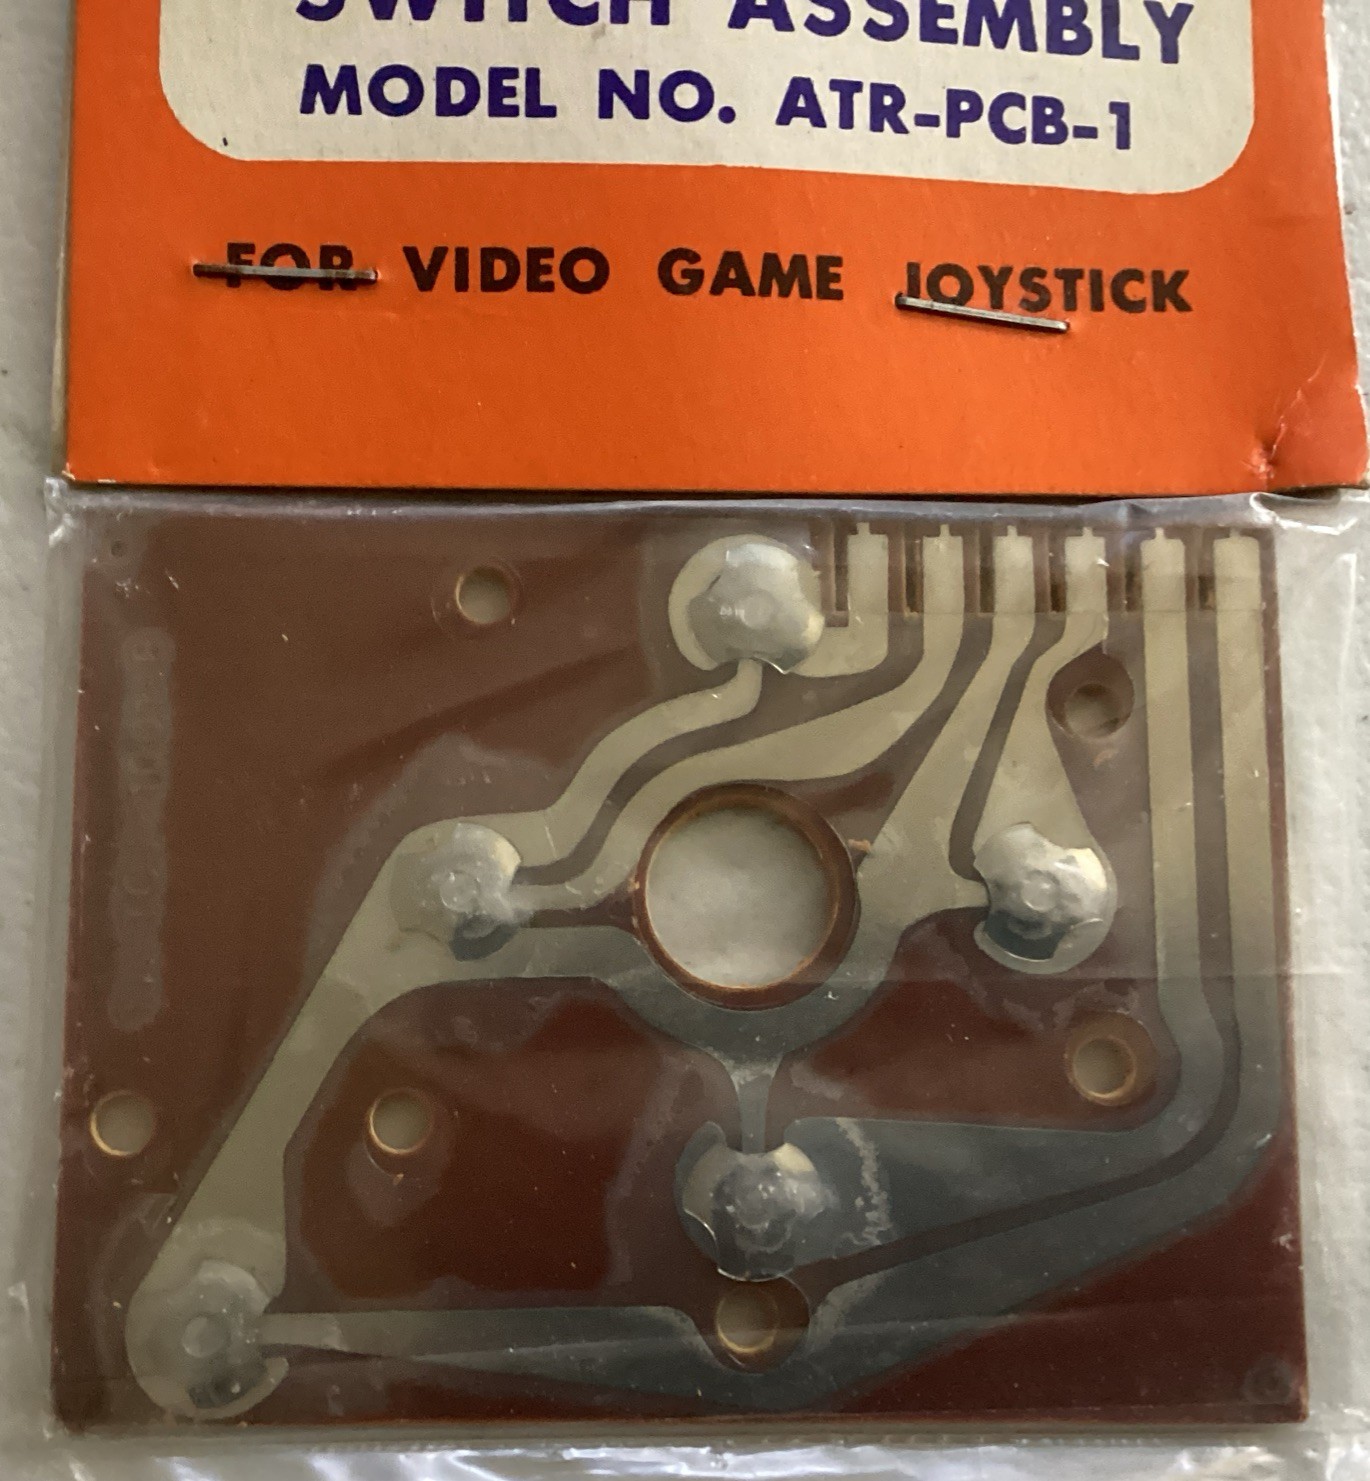 SWITCH ASSEMBLY
MODEL NO. ATR-PCB-1
FOR VIDEO GAME JOYSTICK